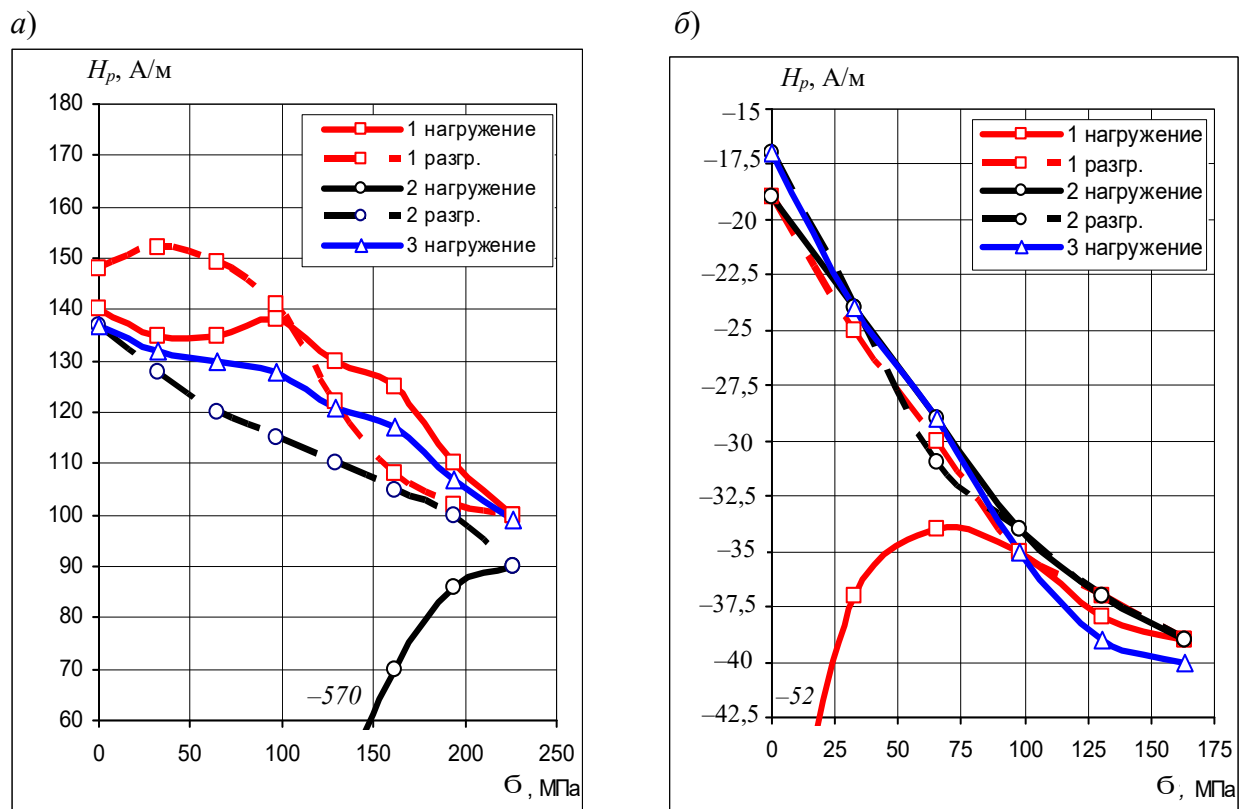 а)
Hp, А/м
180
170
160
150
140
130
120
110
100
90
80
70
60
1 нагружение
1 разгр.
2 нагружение
2 разгр.
3 нагружение
–570
0 50 100 150 200 250
σ, МПа
б)
Hp, А/м
–15
–17,5
–20
–22,5
–25
–27,5
–30
–32,5
–35
–37,5
–40
–42,5
1 нагружение
1 разгр.
2 нагружение
2 разгр.
3 нагружение
–52
0 25 50 75 100 125 150 175
σ, МПа